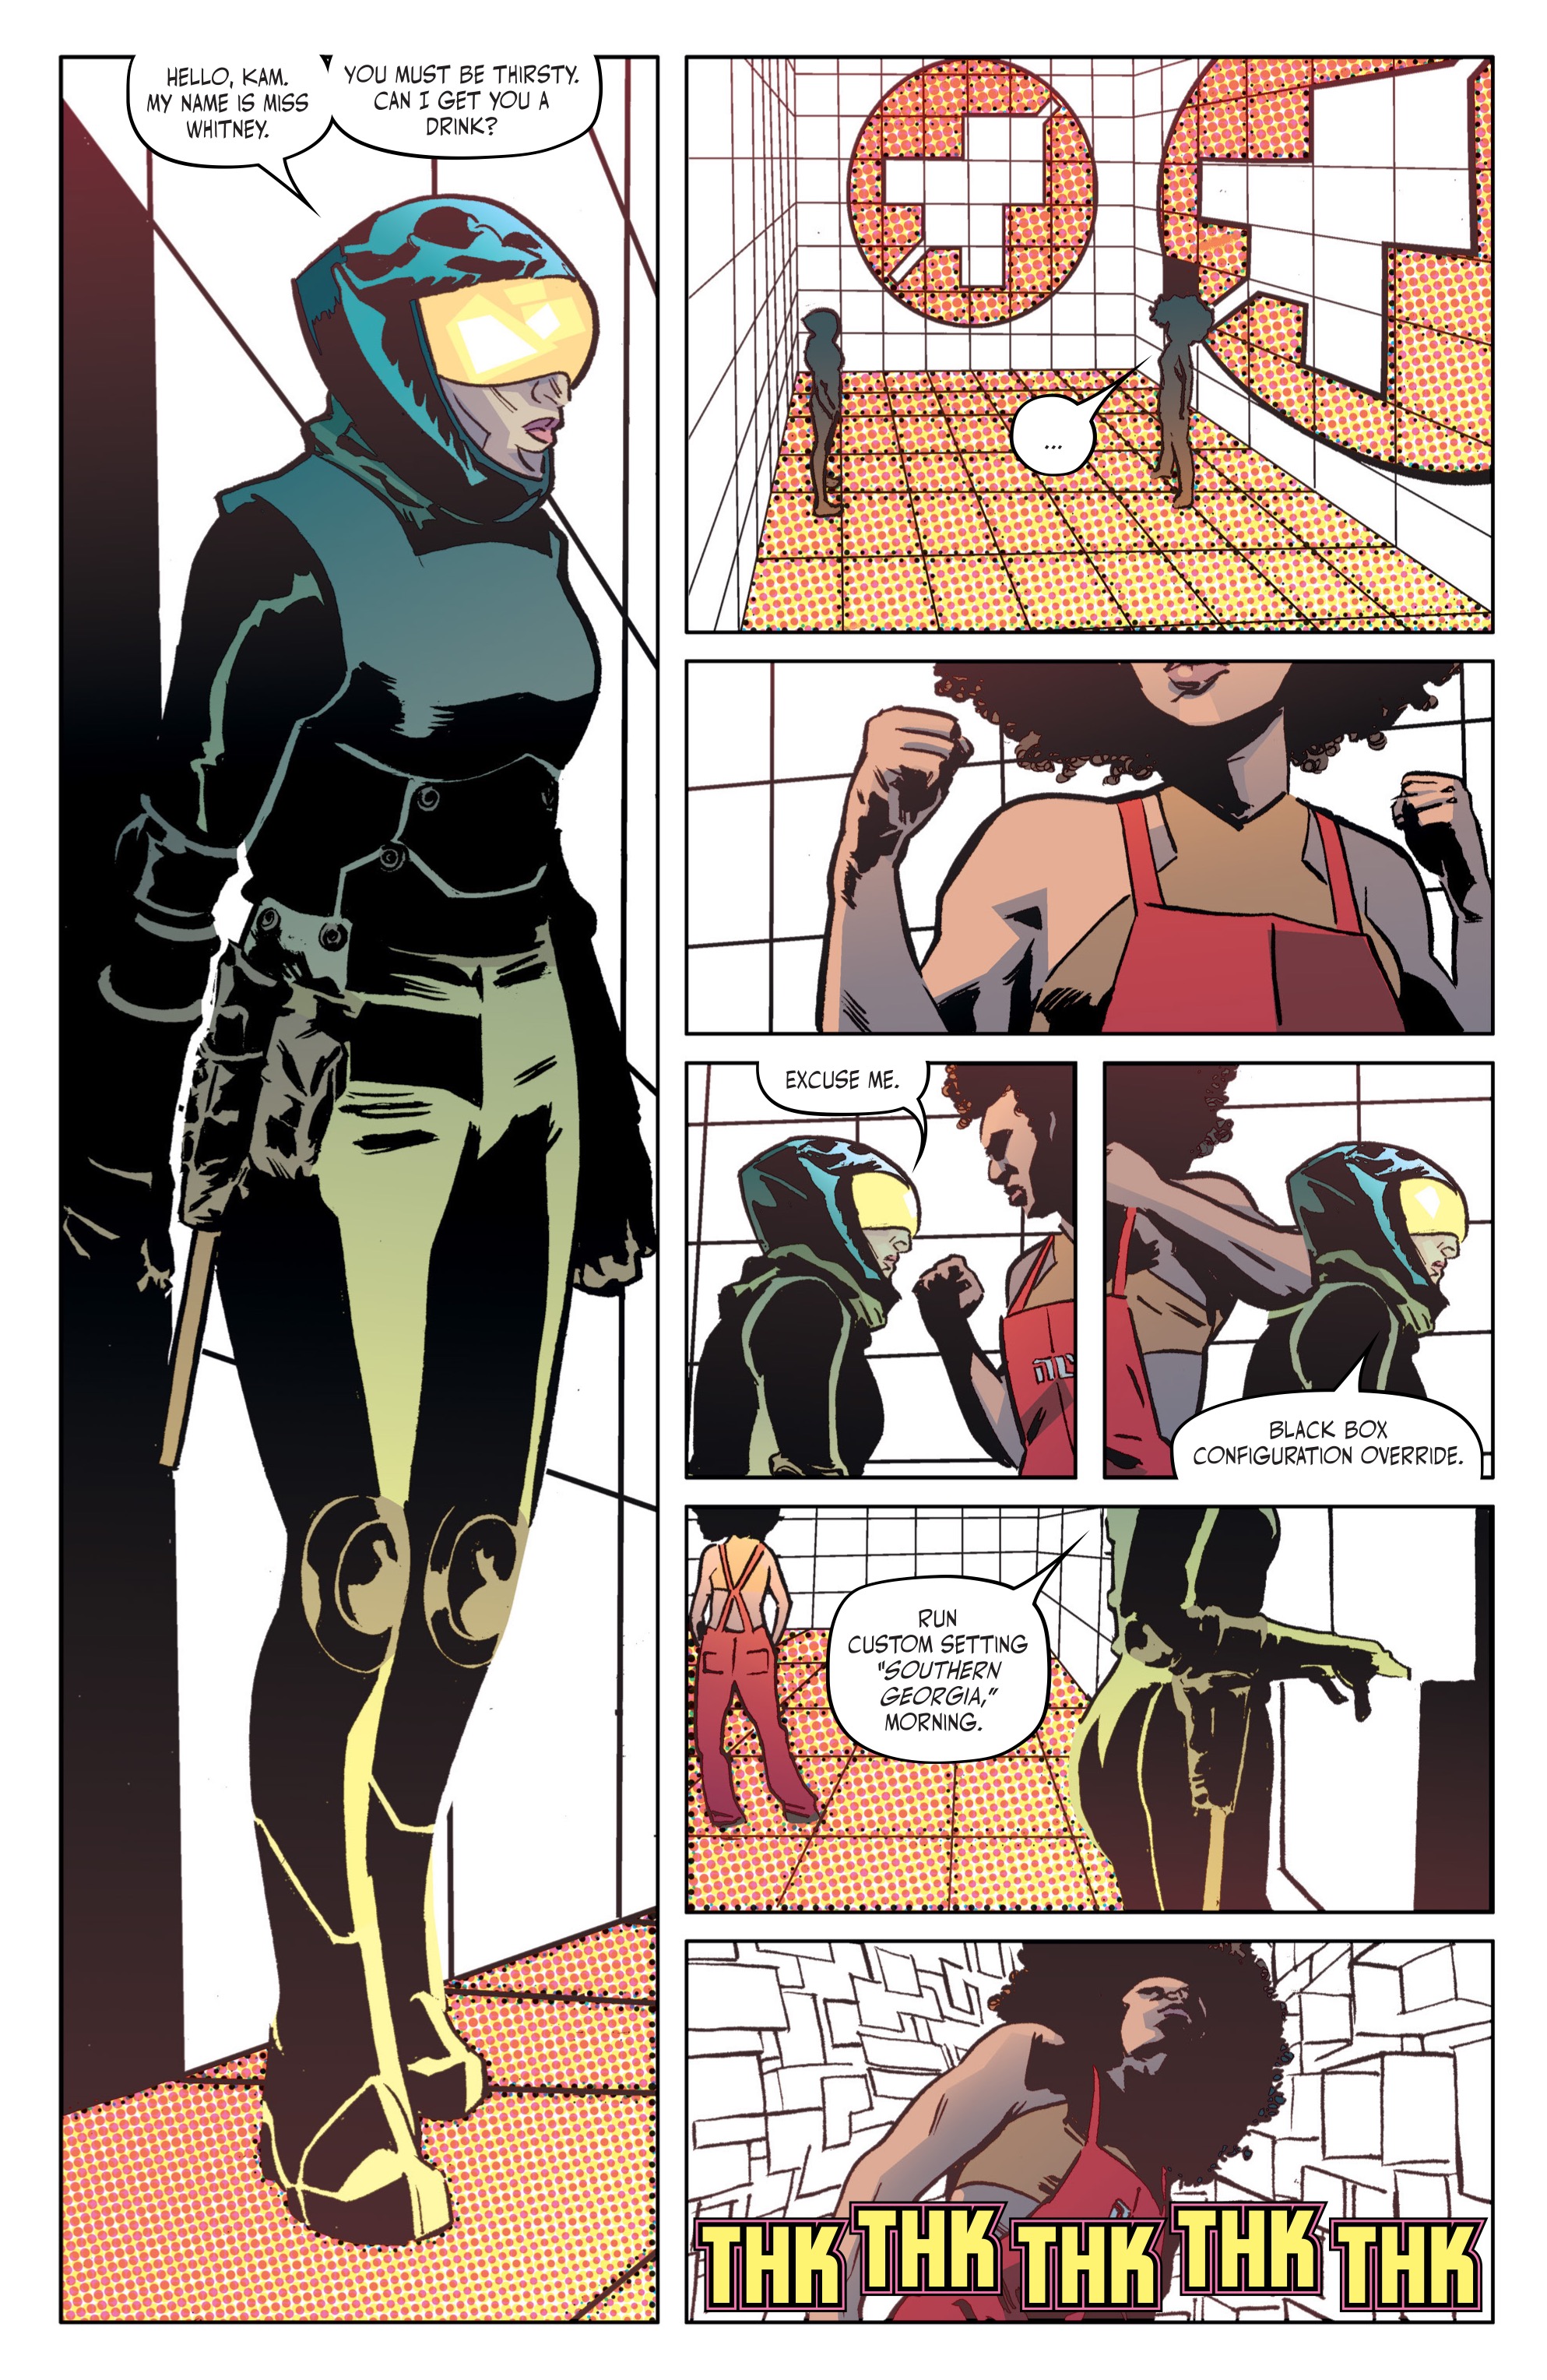 HELLO, KAM.
MY NAME IS MISS
WHITNEY.
YOU MUST BE THIRSTY.
CAN I GET YOU A
DRINK?
...
EXCUSE ME.
BLACK BOX
CONFIGURATION OVERRIDE.
RUN
CUSTOM SETTING
"SOUTHERN
GEORGIA,"
MORNING.
THK THK THK THK THK